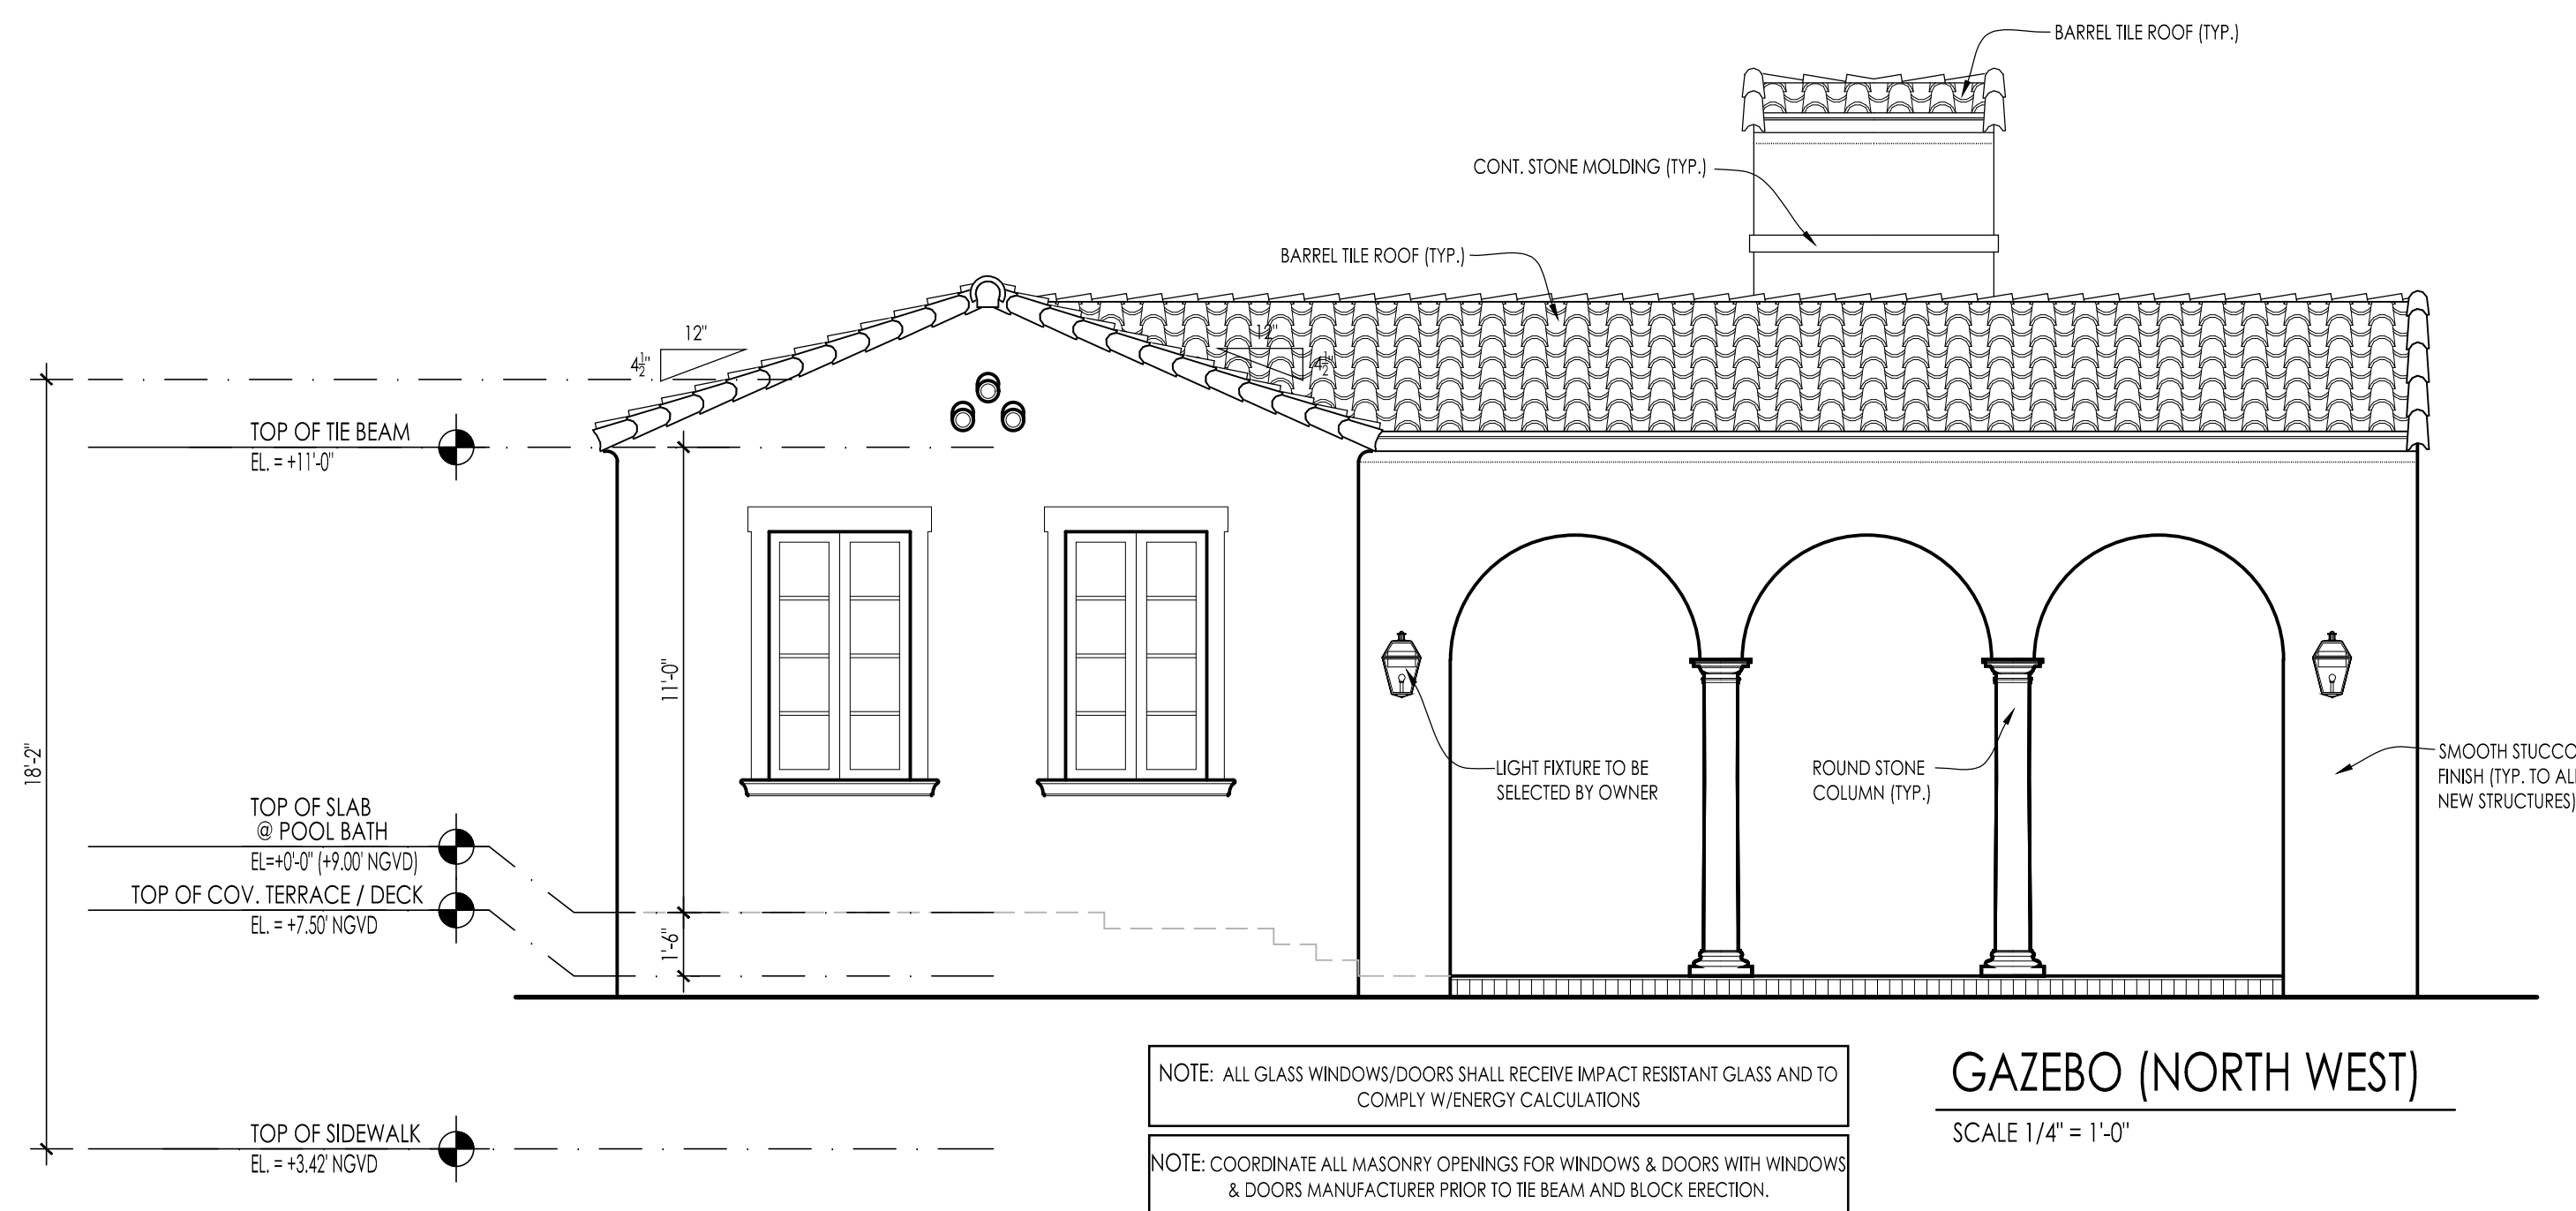 BARREL TILE ROOF (TYP.)
CONT. STONE MOLDING (TYP.)
BARREL TILE ROOF (TYP.)
12"
4½"
12"
4½"
TOP OF TIE BEAM
EL. = +11'-0"
11'-0"
18'-2"
LIGHT FIXTURE TO BE
SELECTED BY OWNER
ROUND STONE
COLUMN (TYP.)
SMOOTH STUCCO
FINISH (TYP. TO ALL
NEW STRUCTURES)
TOP OF SLAB
@ POOL BATH
EL=+0'-0" (+9.00' NGVD)
TOP OF COV. TERRACE / DECK
EL. = +7.50' NGVD
1'-6"
TOP OF SIDEWALK
EL. = +3.42' NGVD
NOTE: ALL GLASS WINDOWS/DOORS SHALL RECEIVE IMPACT RESISTANT GLASS AND TO
COMPLY W/ENERGY CALCULATIONS
NOTE: COORDINATE ALL MASONRY OPENINGS FOR WINDOWS & DOORS WITH WINDOWS
& DOORS MANUFACTURER PRIOR TO TIE BEAM AND BLOCK ERECTION.
GAZEBO (NORTH WEST)
SCALE 1/4" = 1'-0"